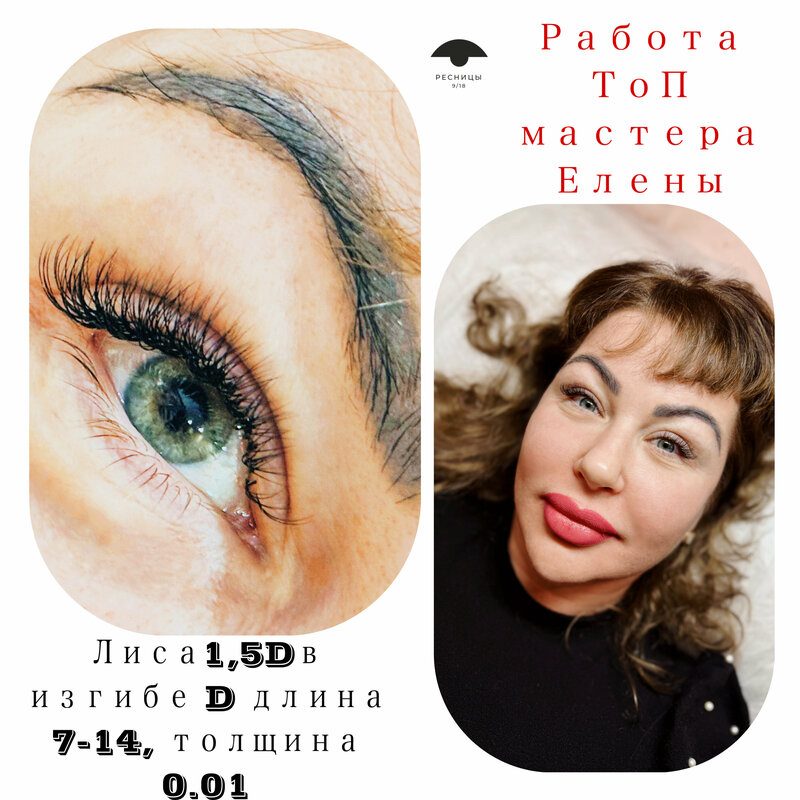 РЕСНИЦЫ
9/18
Работа
ТоП
мастера
Елены
Лиса 1,5D в
изгибе D длина
7-14, толщина
0.01